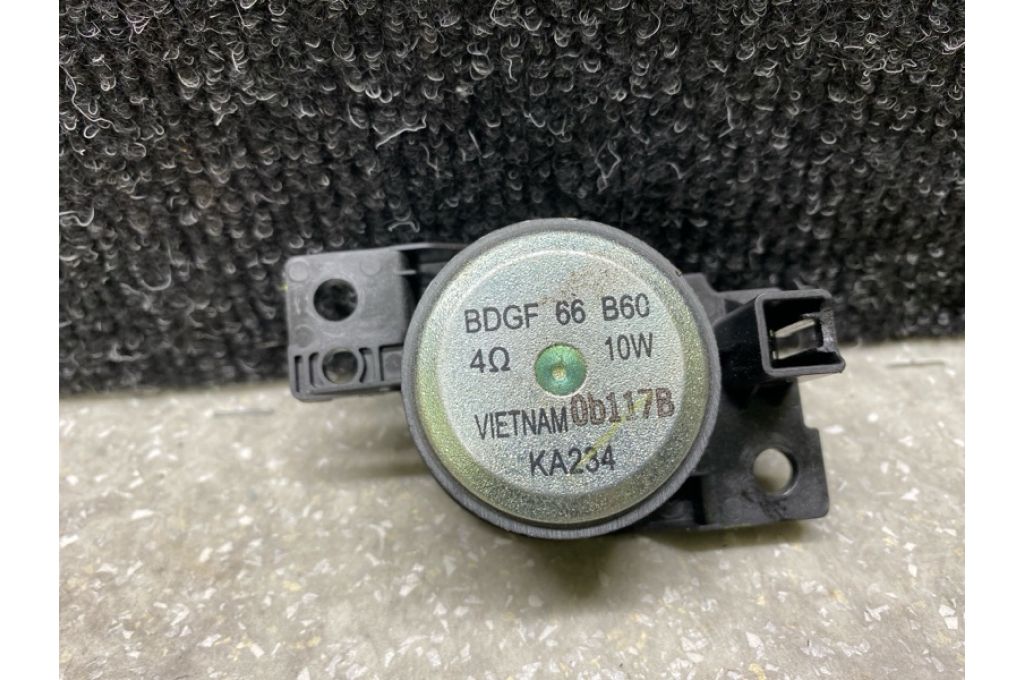 BDGF 66 B60
4Ω 10W
VIETNAM 0b117B
KA234